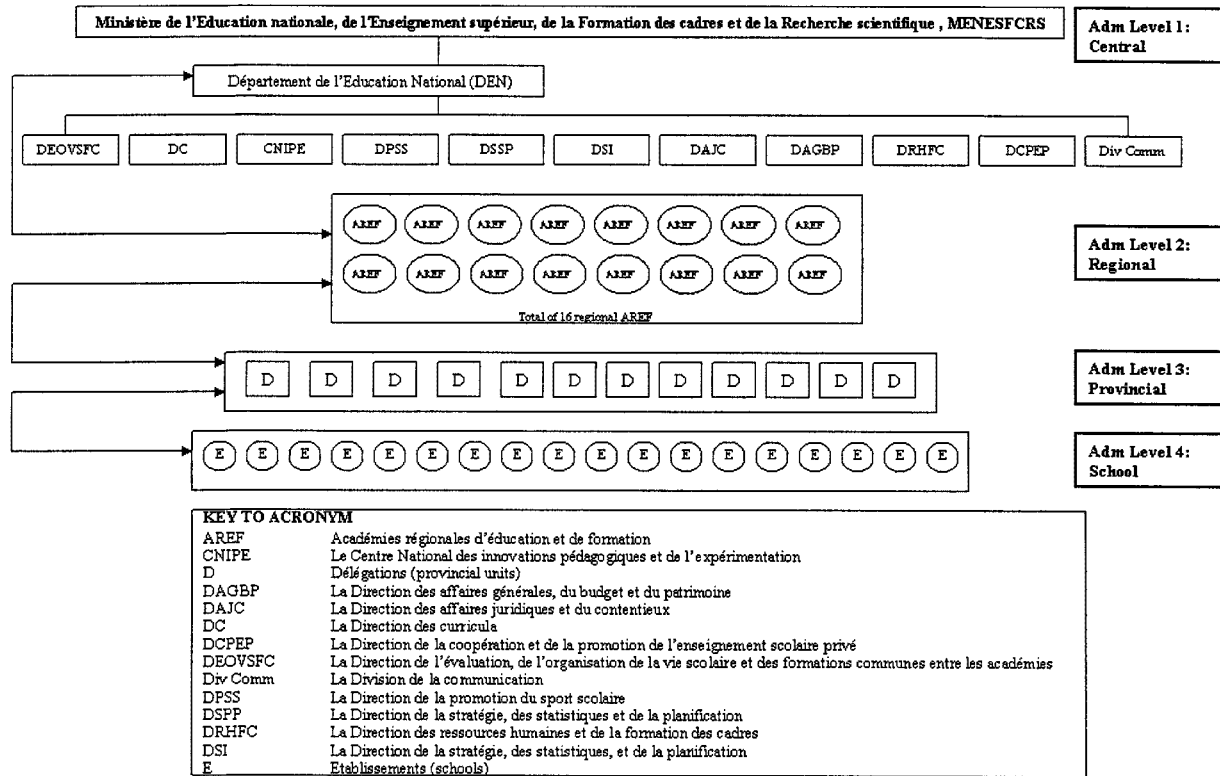 Ministère de l'Education nationale, de l'Enseignement supérieur, de la Formation des cadres et de la Recherche scientifique , MENESFCRS
Adm Level 1:
Central
Département de l'Education National (DEN)
DEOVSFC DC CNIPE DPSS DSSP DSI DAJC DAGBP DRHFC DCPEP Div Comm
AREF AREF AREF AREF AREF AREF AREF AREF
AREF AREF AREF AREF AREF AREF AREF AREF
Total of 16 regional AREF
Adm Level 2:
Regional
D D D D D D D D D D D D
Adm Level 3:
Provincial
E E E E E E E E E E E E E E E E E E
Adm Level 4:
School
KEY TO ACRONYM
AREF Académies régionales d'éducation et de formation
CNIPE Le Centre National des innovations pédagogiques et de l'expérimentation
D Délégations (provincial units)
DAGBP La Direction des affaires générales, du budget et du patrimoine
DAJC La Direction des affaires juridiques et du contentieux
DC La Direction des curricula
DCPEP La Direction de la coopération et de la promotion de l'enseignement scolaire privé
DEOVSFC La Direction de l'évaluation, de l'organisation de la vie scolaire et des formations communes entre les académies
Div Comm La Division de la communication
DPSS La Direction de la promotion du sport scolaire
DSPP La Direction de la stratégie, des statistiques et de la planification
DRHFC La Direction des ressources humaines et de la formation des cadres
DSI La Direction de la stratégie, des statistiques, et de la planification
E Etablissements (schools)